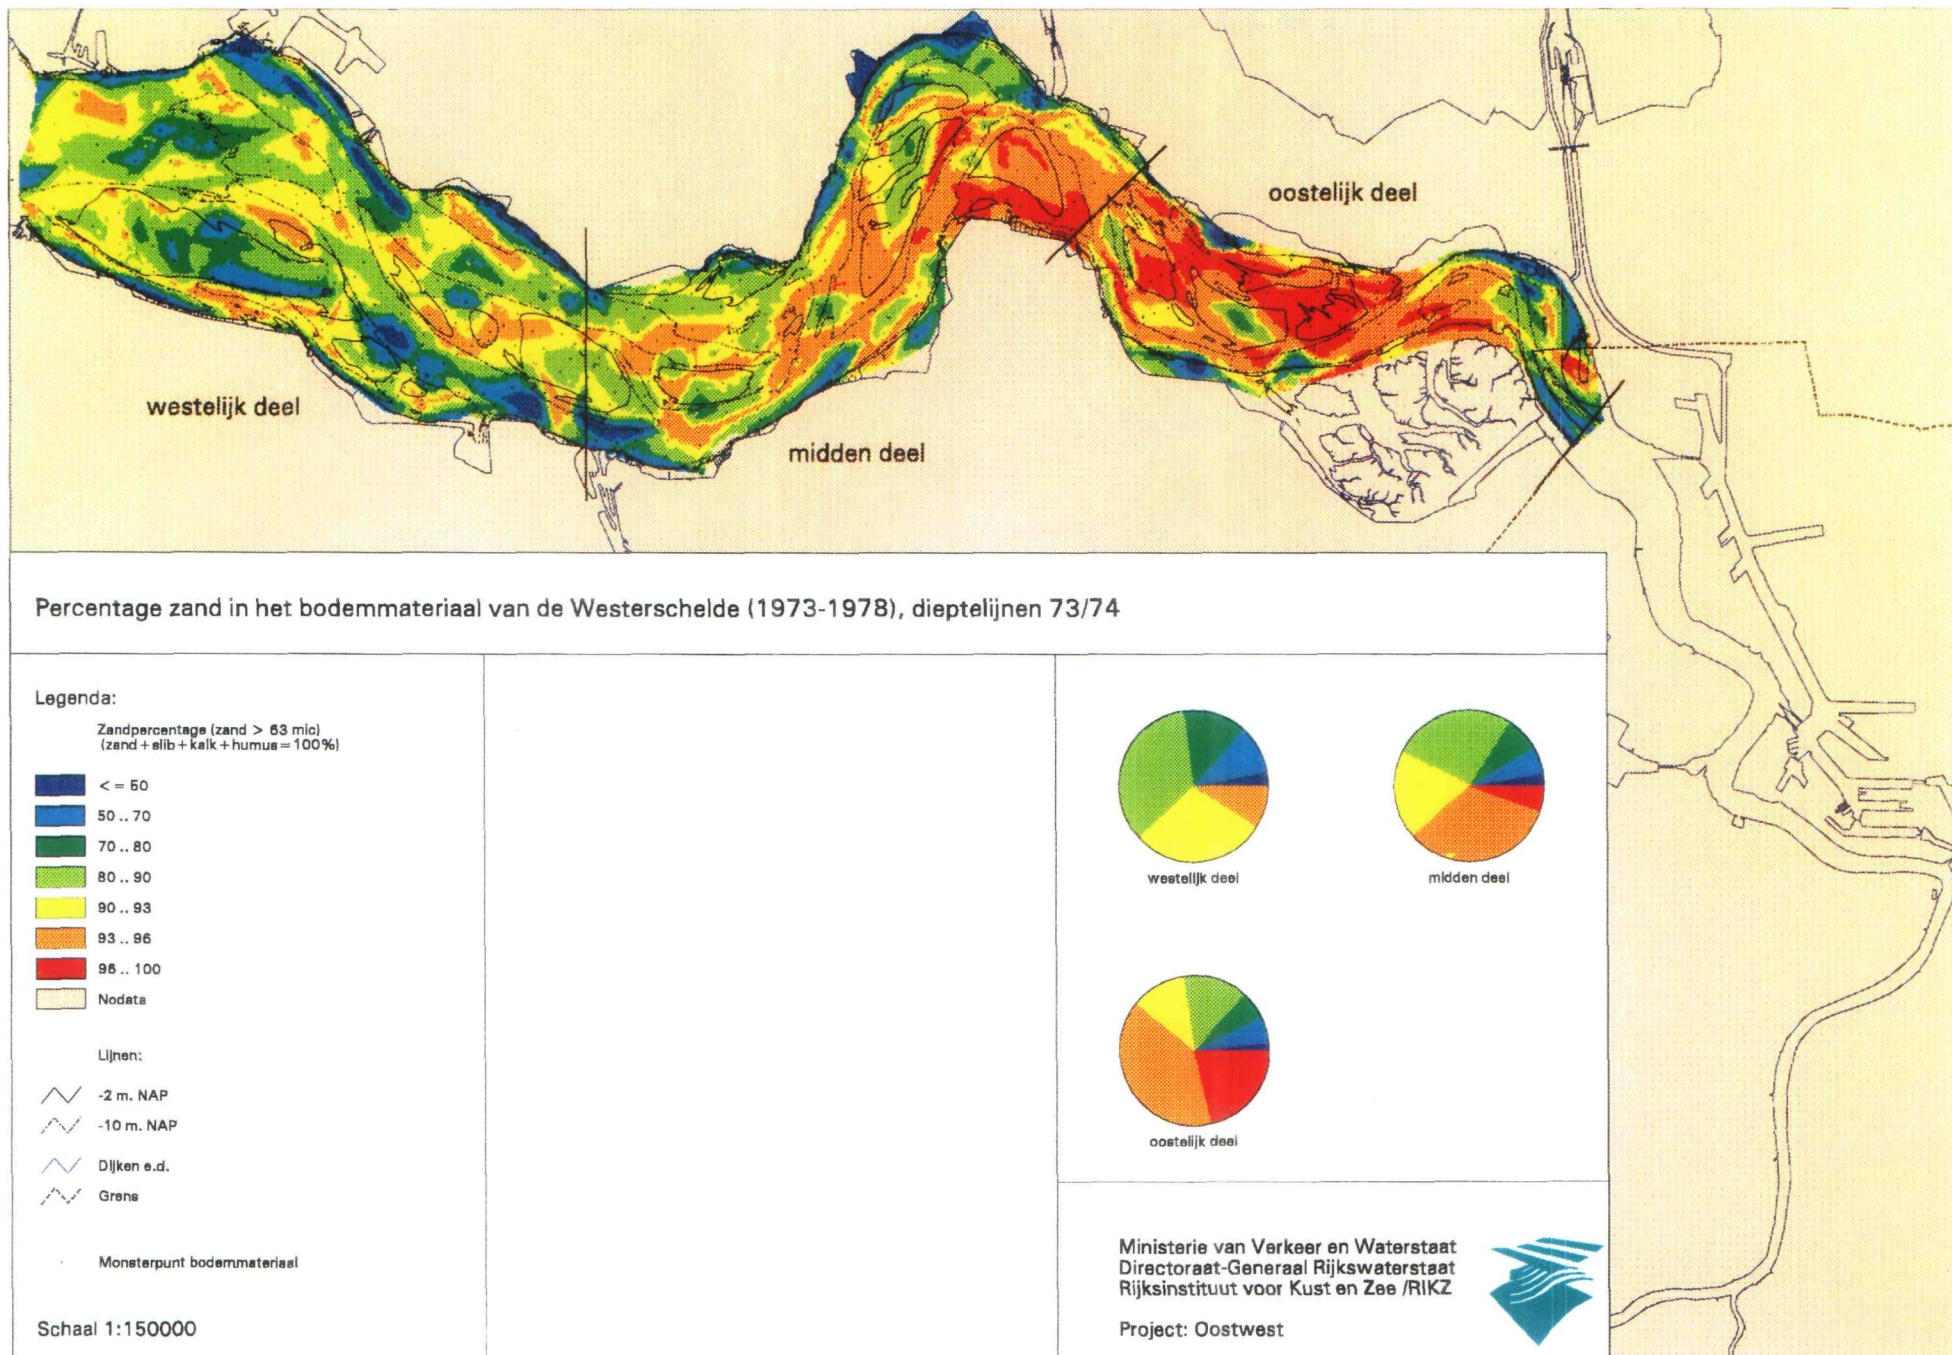 oostelijk deel
westelijk deel
midden deel
Percentage zand in het bodemmateriaal van de Westerschelde (1973-1978), dieptelijnen 73/74
Legenda:
Zandpercentage (zand > 63 mic)
(zand+slib+kalk+humus=100%)
<= 50
50 .. 70
70 .. 80
80 .. 90
90 .. 93
93 .. 96
96 .. 100
Nodata
Lijnen:
-2 m. NAP
-10 m. NAP
Dijken e.d.
Grens
Monsterpunt bodemmateriaal
Schaal 1:150000
westelijk deel
midden deel
oostelijk deel
Ministerie van Verkeer en Waterstaat
Directoraat-Generaal Rijkswaterstaat
Rijksinstituut voor Kust en Zee /RIKZ
Project: Oostwest